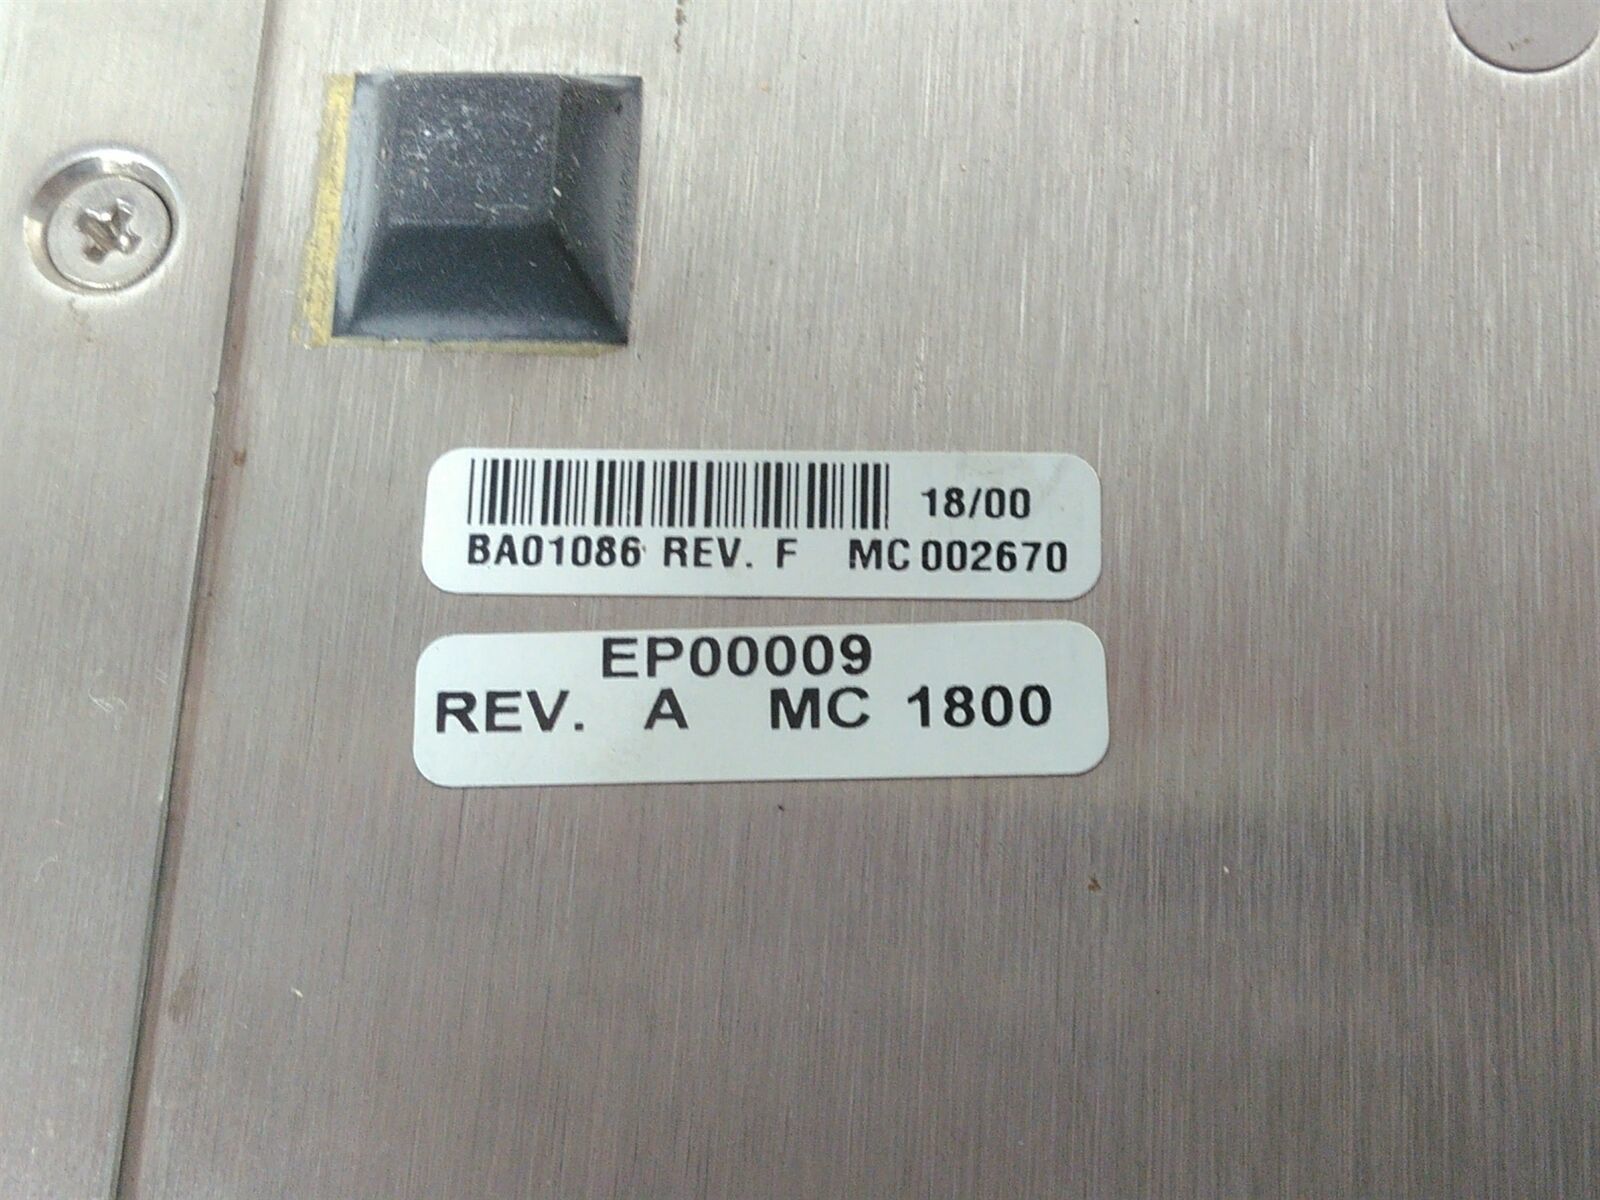 18/00
BA01086 REV. F MC 002670
EP00009
REV. A MC 1800